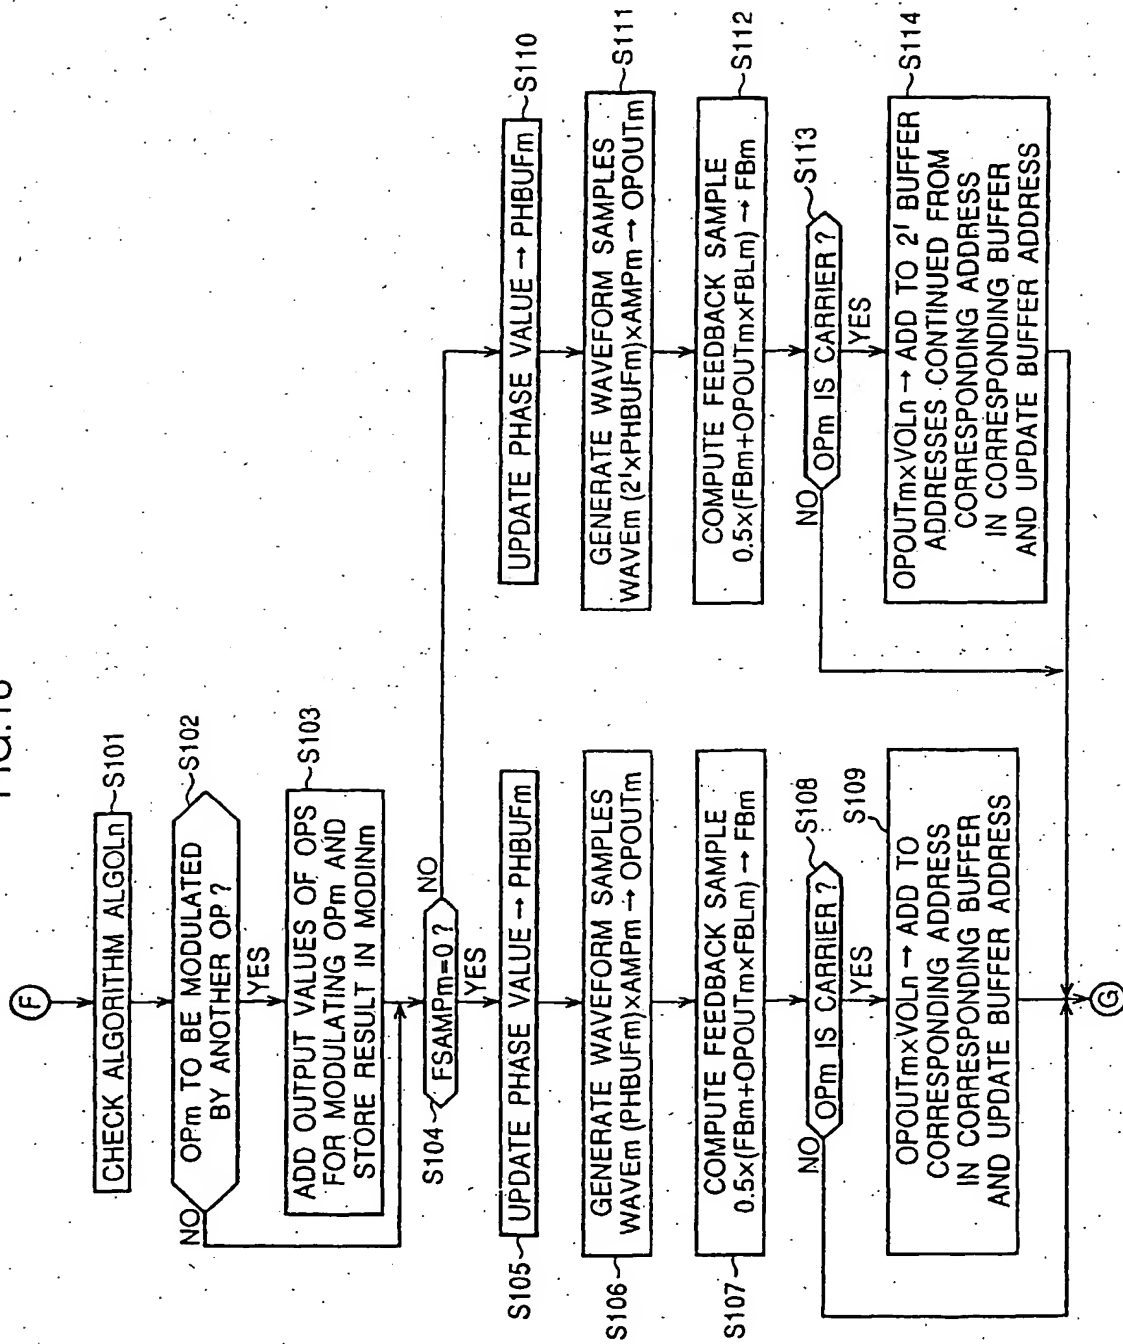 F
CHECK ALGORITHM ALGOLn
S101
OPm TO BE MODULATED
BY ANOTHER OP ?
S102
NO
YES
ADD OUTPUT VALUES OF OPS
FOR MODULATING OPm AND
STORE RESULT IN MODINm
S103
S104
FSAMPm=0 ?
NO
YES
S105
UPDATE PHASE VALUE → PHBUFm
S106
GENERATE WAVEFORM SAMPLES
WAVEm (PHBUFm)×AMPm → OPOUTm
S107
COMPUTE FEEDBACK SAMPLE
0.5×(FBm+OPOUTm×FBLm) → FBm
S108
OPm IS CARRIER ?
NO
YES
S109
OPOUTm×VOLn → ADD TO
CORRESPONDING ADDRESS
IN CORRESPONDING BUFFER
AND UPDATE BUFFER ADDRESS
UPDATE PHASE VALUE → PHBUFm
S110
GENERATE WAVEFORM SAMPLES
WAVEm (2^I×PHBUFm)×AMPm → OPOUTm
S111
COMPUTE FEEDBACK SAMPLE
0.5×(FBm+OPOUTm×FBLm) → FBm
S112
OPm IS CARRIER ?
S113
NO
YES
OPOUTm×VOLn → ADD TO 2^I BUFFER
ADDRESSES CONTINUED FROM
CORRESPONDING ADDRESS
IN CORRESPONDING BUFFER
AND UPDATE BUFFER ADDRESS
S114
G